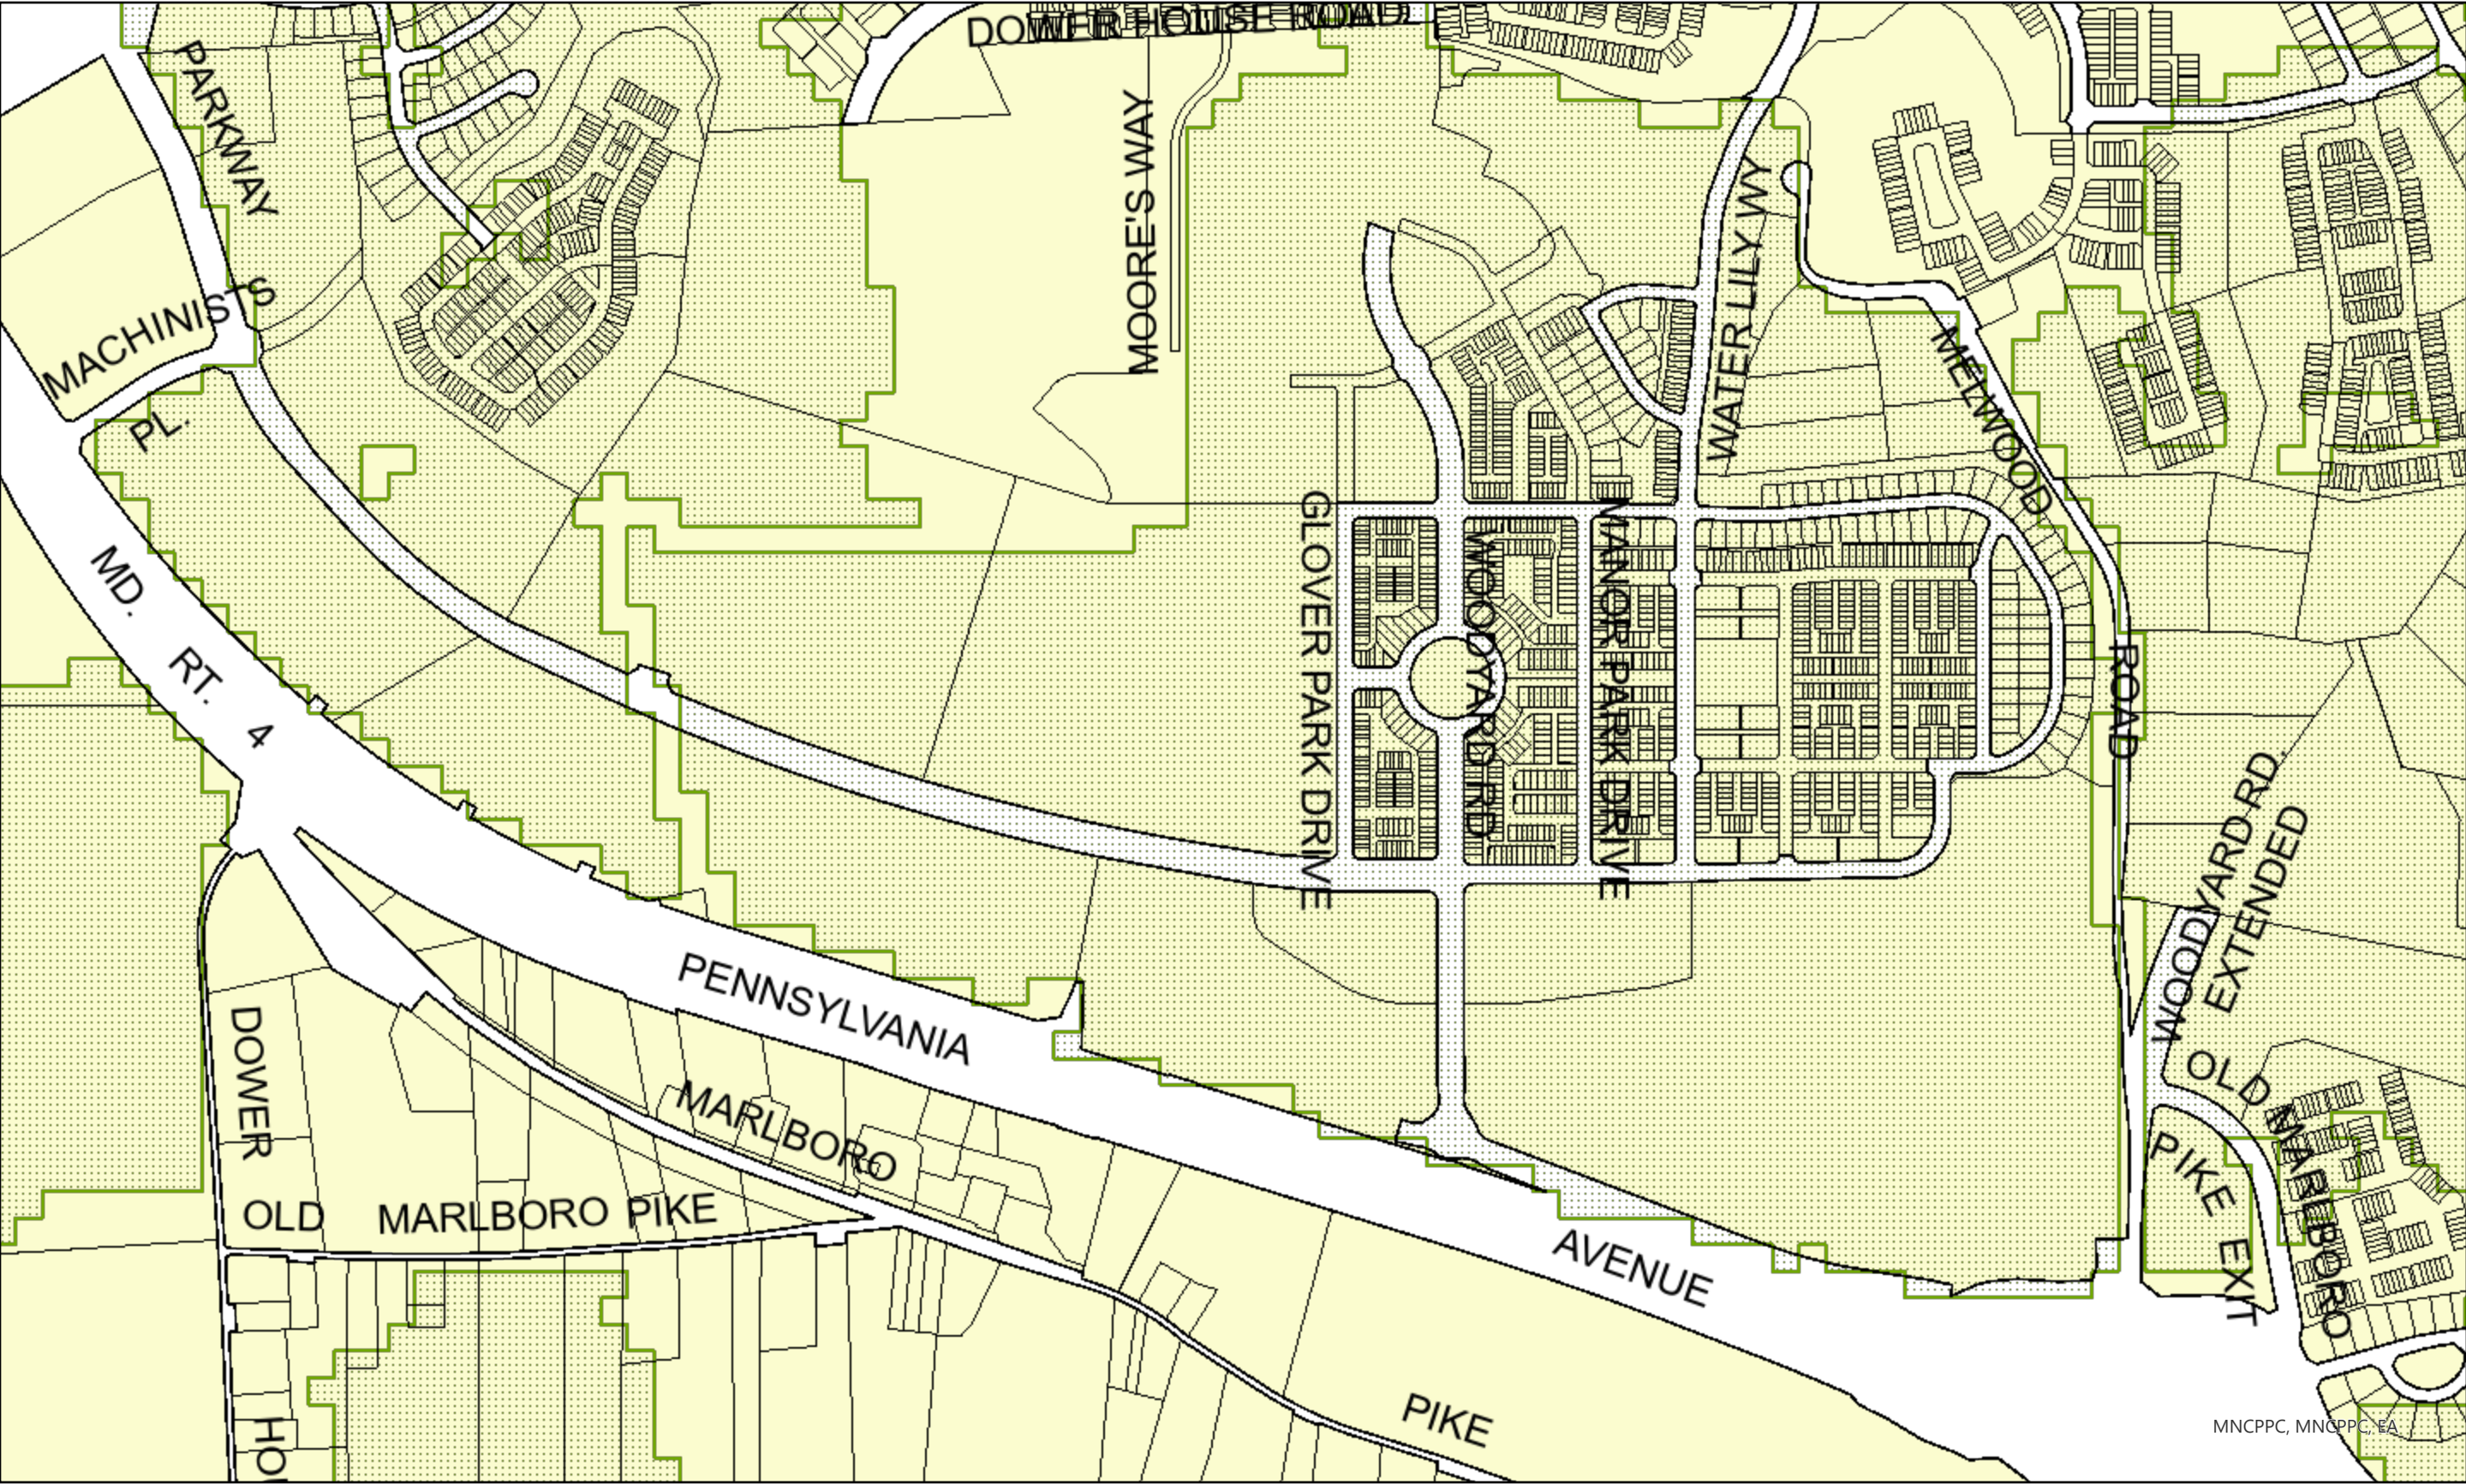 DOWER HOUSE ROAD
PARKWAY
MOORE'S WAY
WATER LILY WY
MACHINISTS
PL.
MELWOOD
ROAD
MD. RT. 4
GLOVER PARK DRIVE
WOODYARD RD
MANOR PARK DRIVE
WOODYARD RD.
EXTENDED
PENNSYLVANIA
AVENUE
DOWER
HO
MARLBORO
PIKE
OLD MARLBORO PIKE
OLD MARLBORO
PIKE EXIT
MNCPPC, MNCPPC, EA